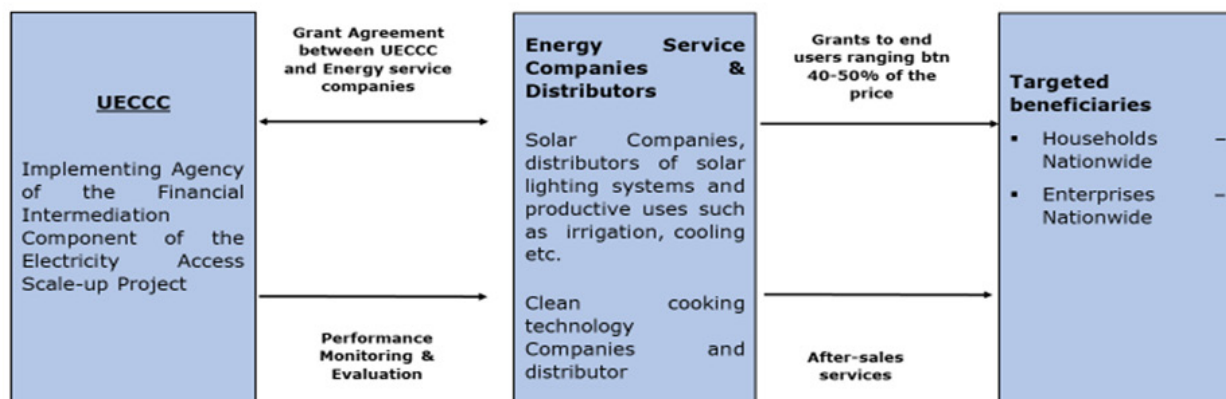 UECCC
Implementing Agency
of the Financial
Intermediation
Component of the
Electricity Access
Scale-up Project
Grant Agreement
between UECCC
and Energy service
companies
Performance
Monitoring &
Evaluation
Energy Service
Companies &
Distributors
Solar Companies,
distributors of solar
lighting systems and
productive uses such
as irrigation, cooling
etc.
Clean cooking
technology
Companies and
distributor
Grants to end
users ranging btn
40-50% of the
price
After-sales
services
Targeted
beneficiaries
▪ Households –
Nationwide
▪ Enterprises –
Nationwide